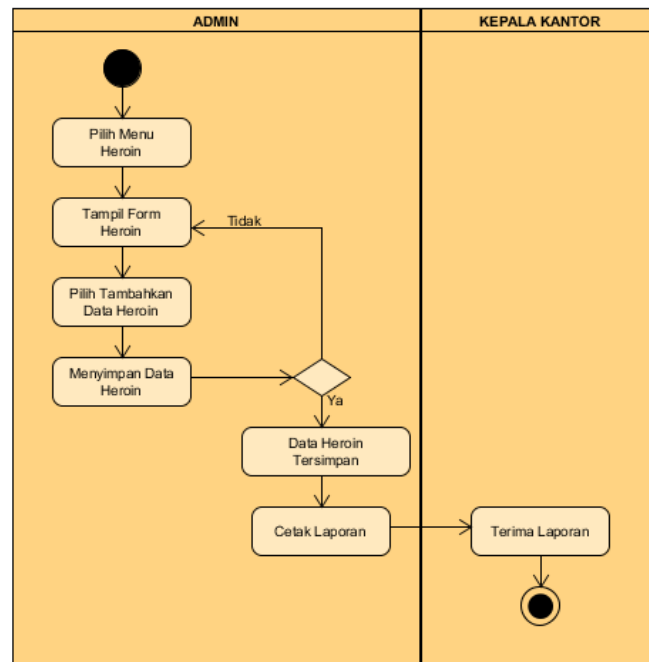 ADMIN
KEPALA KANTOR
Pilih Menu
Heroin
Tampil Form
Heroin
Tidak
Pilih Tambahkan
Data Heroin
Menyimpan Data
Heroin
Ya
Data Heroin
Tersimpan
Cetak Laporan
Terima Laporan